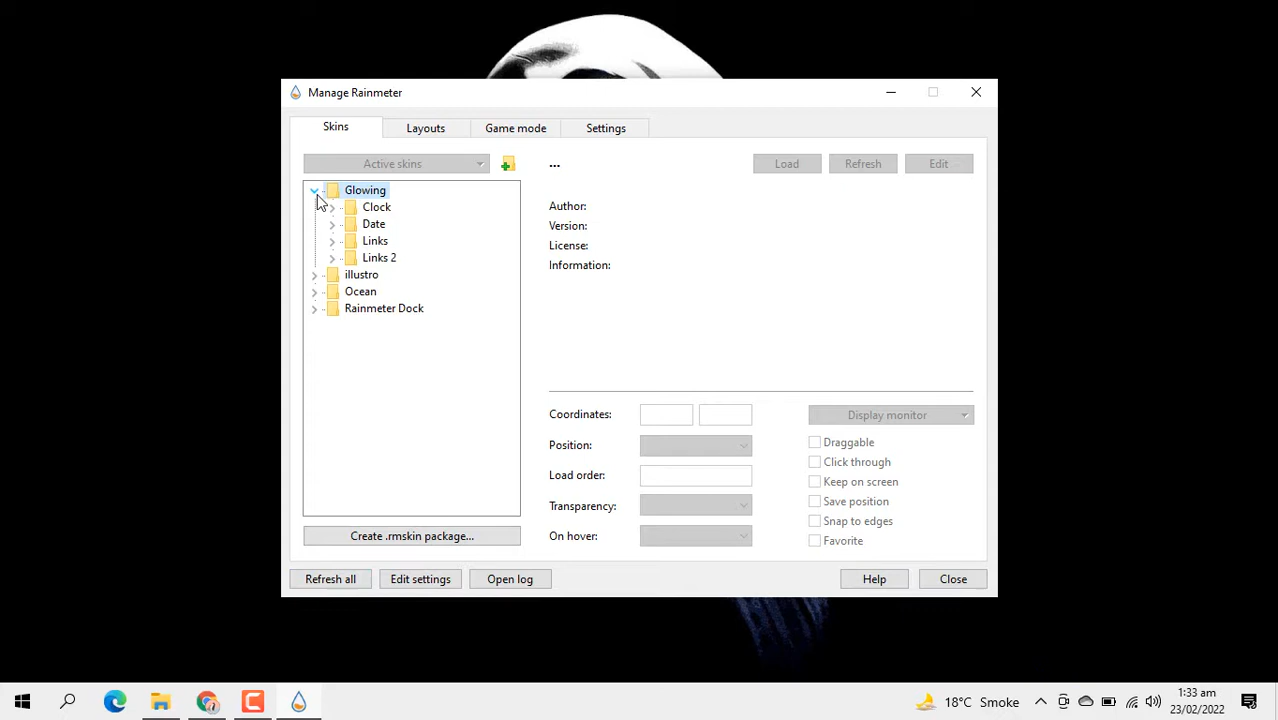 Manage Rainmeter
Skins
Layouts
Game mode
Settings
Active skins
...
Load
Refresh
Edit
Glowing
Clock
Date
Links
Links 2
illustro
Ocean
Rainmeter Dock
Author:
Version:
License:
Information:
Coordinates:
Display monitor
Position:
Draggable
Click through
Load order:
Keep on screen
Transparency:
Save position
Snap to edges
On hover:
Favorite
Create .rmskin package...
Refresh all
Edit settings
Open log
Help
Close
18°C Smoke
1:33 am
23/02/2022